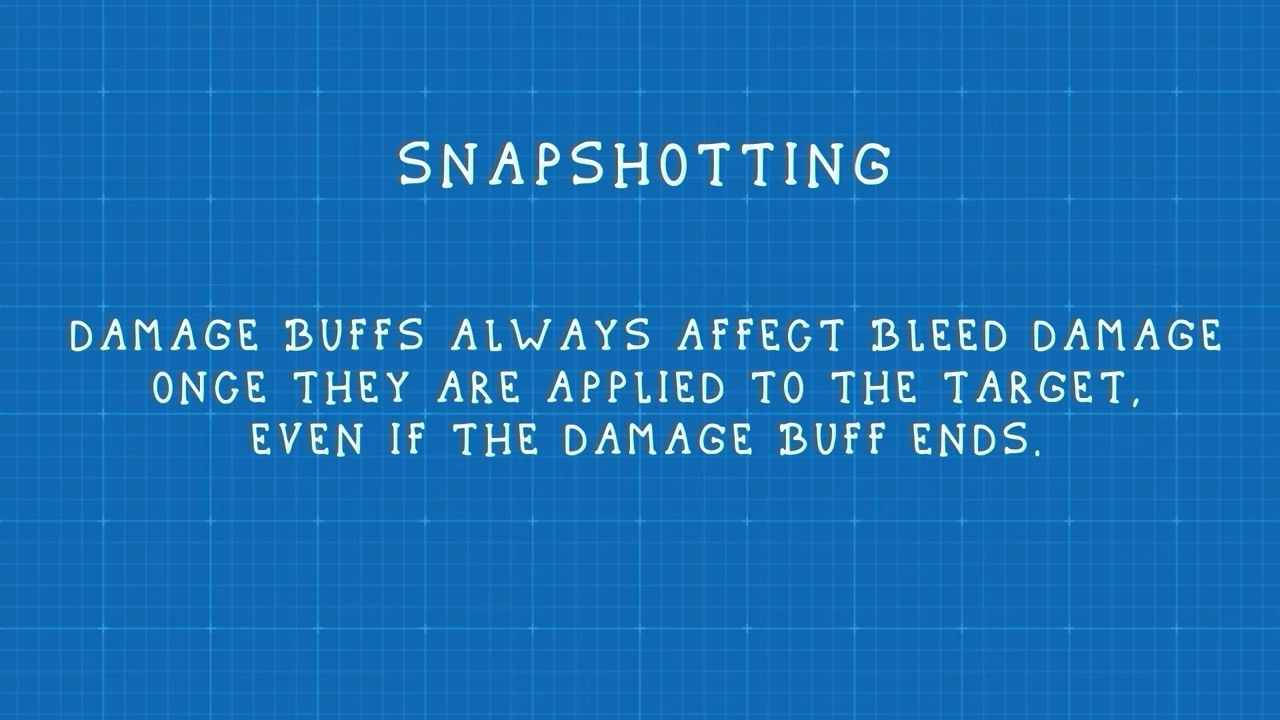 SNAPSHOTTING
DAMAGE BUFFS ALWAYS AFFECT BLEED DAMAGE
ONCE THEY ARE APPLIED TO THE TARGET,
EVEN IF THE DAMAGE BUFF ENDS.